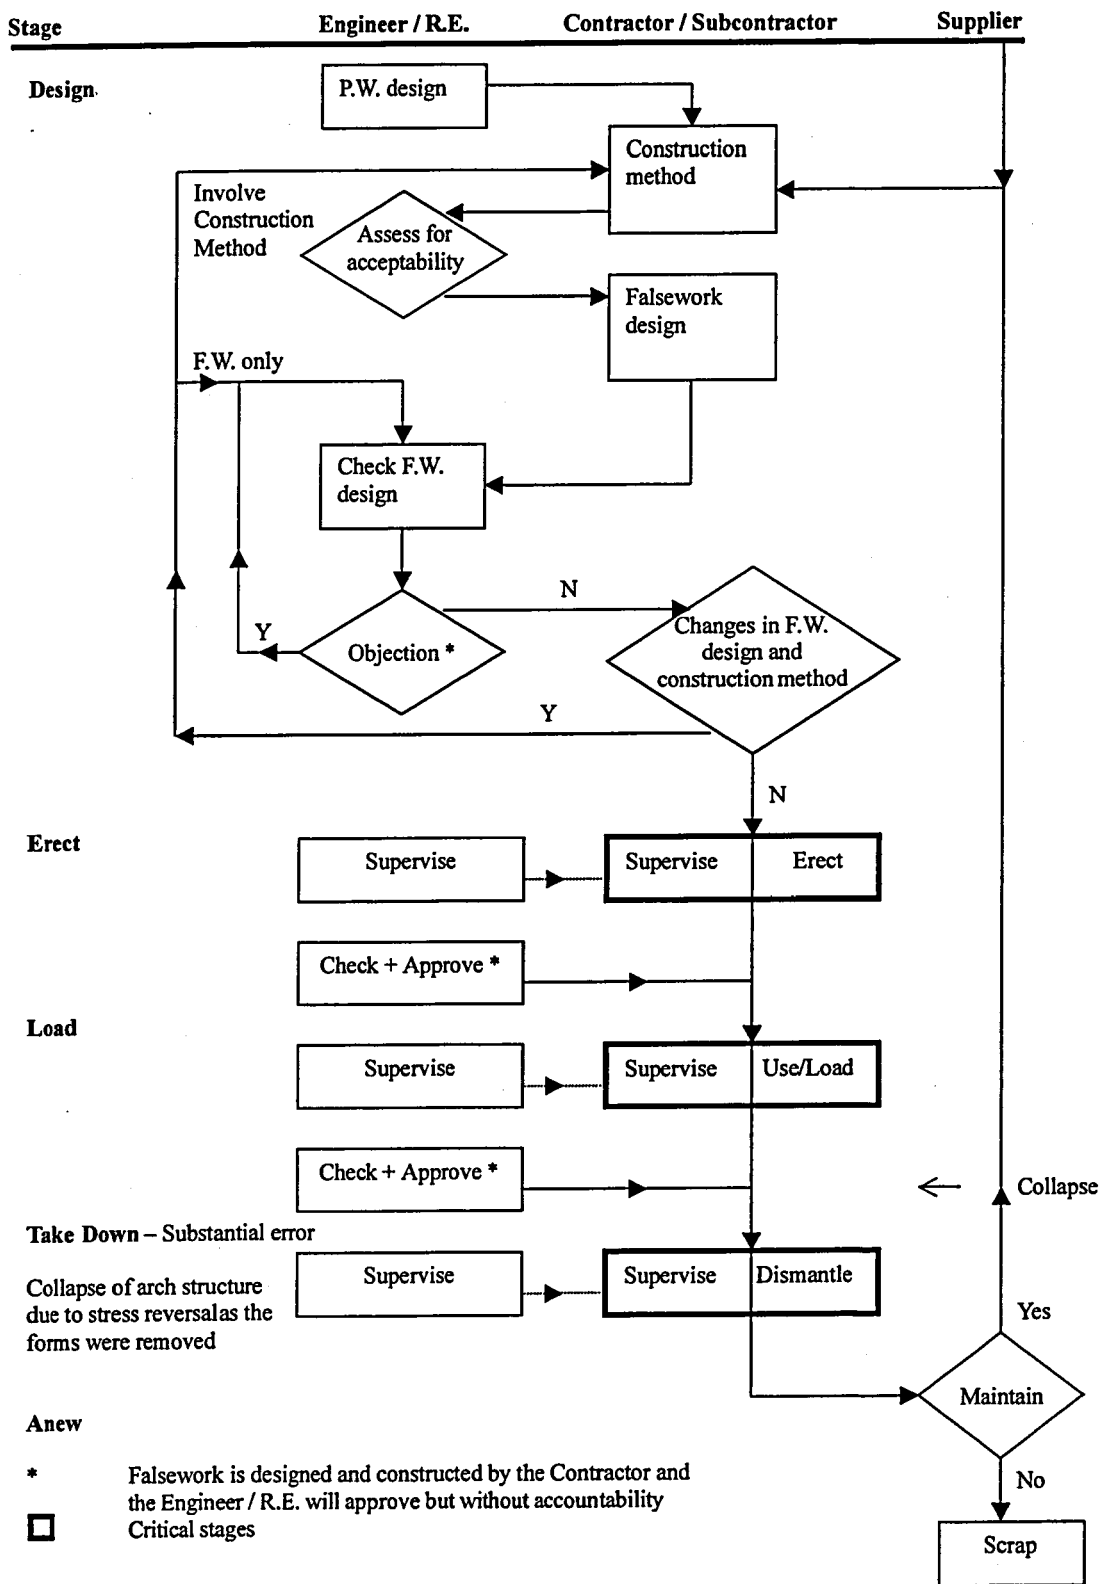 Stage Engineer / R.E. Contractor / Subcontractor Supplier
Design
P.W. design
Construction
method
Involve
Construction
Method
Assess for
acceptability
Falsework
design
F.W. only
Check F.W.
design
N
Y
Objection *
Changes in F.W.
design and
construction method
Y
N
Erect
Supervise
Supervise
Erect
Check + Approve *
Load
Supervise
Supervise
Use/Load
Check + Approve *
Collapse
Take Down – Substantial error
Supervise
Supervise
Dismantle
Collapse of arch structure
due to stress reversalas the
forms were removed
Yes
Maintain
Anew
* Falsework is designed and constructed by the Contractor and
the Engineer / R.E. will approve but without accountability
Critical stages
No
Scrap